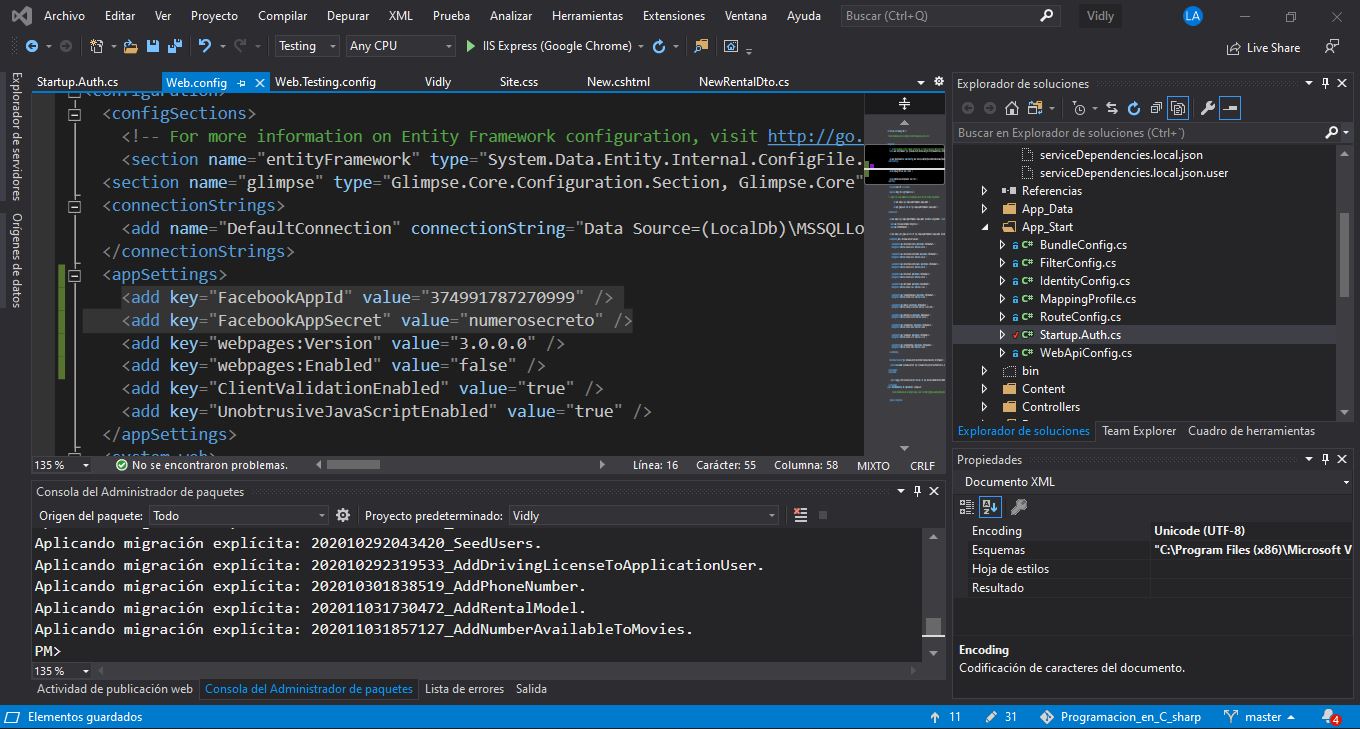 Archivo Editar Ver Proyecto Compilar Depurar XML Prueba Analizar Herramientas Extensiones Ventana Ayuda Buscar (Ctrl+Q) Vidly LA
Testing Any CPU IIS Express (Google Chrome) Live Share
Explorador de servidores
Orígenes de datos
Startup.Auth.cs Web.config Web.Testing.config Vidly Site.css New.cshtml NewRentalDto.cs
<configuration>
<configSections>
<!-- For more information on Entity Framework configuration, visit http://go.
<section name="entityFramework" type="System.Data.Entity.Internal.ConfigFile.
<section name="glimpse" type="Glimpse.Core.Configuration.Section, Glimpse.Core"
<connectionStrings>
<add name="DefaultConnection" connectionString="Data Source=(LocalDb)\MSSQLLo
</connectionStrings>
<appSettings>
<add key="FacebookAppId" value="374991787270999" />
<add key="FacebookAppSecret" value="numerosecreto" />
<add key="webpages:Version" value="3.0.0.0" />
<add key="webpages:Enabled" value="false" />
<add key="ClientValidationEnabled" value="true" />
<add key="UnobtrusiveJavaScriptEnabled" value="true" />
</appSettings>
<system.web>
135 % No se encontraron problemas. Línea: 16 Carácter: 55 Columna: 58 MIXTO CRLF
Consola del Administrador de paquetes
Origen del paquete: Todo Proyecto predeterminado: Vidly
Aplicando migración explícita: 202010292043420_SeedUsers.
Aplicando migración explícita: 202010292319533_AddDrivingLicenseToApplicationUser.
Aplicando migración explícita: 202010301838519_AddPhoneNumber.
Aplicando migración explícita: 202011031730472_AddRentalModel.
Aplicando migración explícita: 202011031857127_AddNumberAvailableToMovies.
PM>
135 %
Actividad de publicación web Consola del Administrador de paquetes Lista de errores Salida
Explorador de soluciones
Buscar en Explorador de soluciones (Ctrl+´)
serviceDependencies.local.json
serviceDependencies.local.json.user
Referencias
App_Data
App_Start
C# BundleConfig.cs
C# FilterConfig.cs
C# IdentityConfig.cs
C# MappingProfile.cs
C# RouteConfig.cs
C# Startup.Auth.cs
C# WebApiConfig.cs
bin
Content
Controllers
Explorador de soluciones Team Explorer Cuadro de herramientas
Propiedades
Documento XML
Encoding Unicode (UTF-8)
Esquemas "C:\Program Files (x86)\Microsoft V
Hoja de estilos
Resultado
Encoding
Codificación de caracteres del documento.
Elementos guardados 11 31 Programacion_en_C_sharp master 4